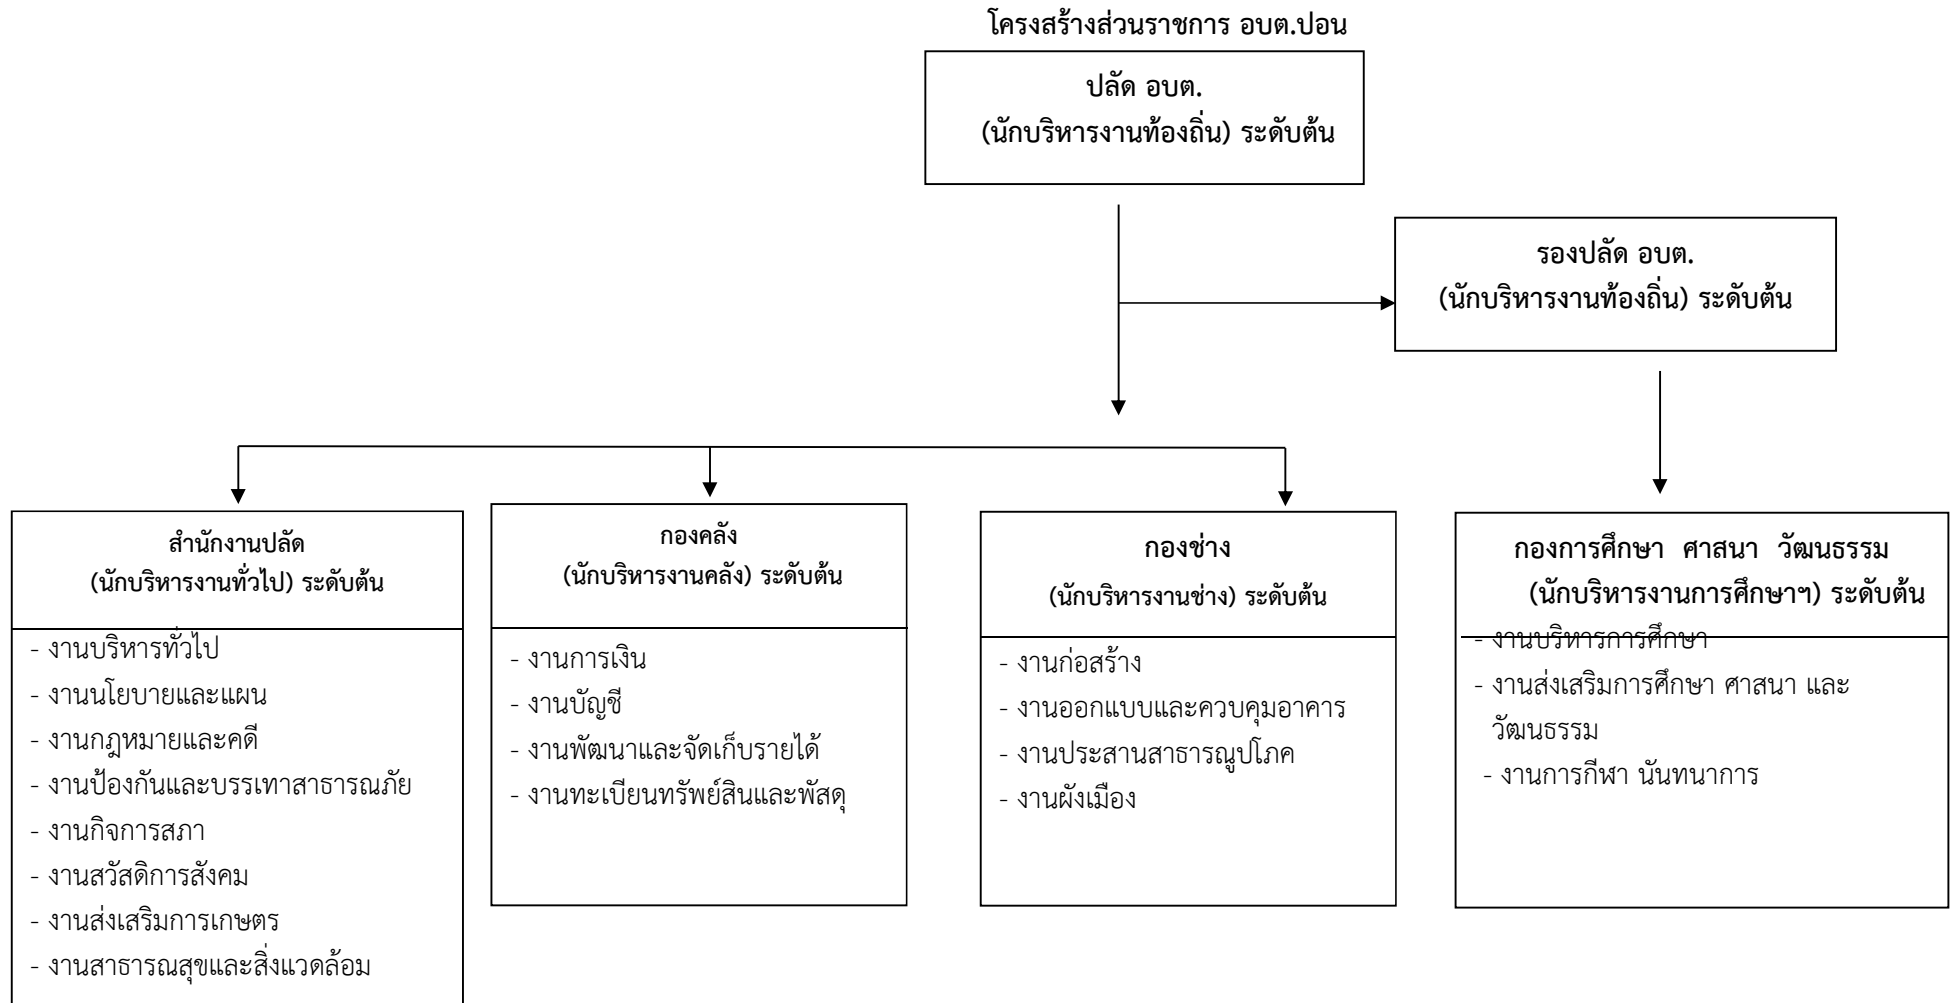 โครงสร้างส่วนราชการ อบต.ปอน
ปลัด อบต.
(นักบริหารงานท้องถิ่น) ระดับต้น
รองปลัด อบต.
(นักบริหารงานท้องถิ่น) ระดับต้น
สำนักงานปลัด
(นักบริหารงานทั่วไป) ระดับต้น
- งานบริหารทั่วไป
- งานนโยบายและแผน
- งานกฎหมายและคดี
- งานป้องกันและบรรเทาสาธารณภัย
- งานกิจการสภา
- งานสวัสดิการสังคม
- งานส่งเสริมการเกษตร
- งานสาธารณสุขและสิ่งแวดล้อม
กองคลัง
(นักบริหารงานคลัง) ระดับต้น
- งานการเงิน
- งานบัญชี
- งานพัฒนาและจัดเก็บรายได้
- งานทะเบียนทรัพย์สินและพัสดุ
กองช่าง
(นักบริหารงานช่าง) ระดับต้น
- งานก่อสร้าง
- งานออกแบบและควบคุมอาคาร
- งานประสานสาธารณูปโภค
- งานผังเมือง
กองการศึกษา ศาสนา วัฒนธรรม
(นักบริหารงานการศึกษาฯ) ระดับต้น
- งานบริหารการศึกษา
- งานส่งเสริมการศึกษา ศาสนา และ
วัฒนธรรม
- งานการกีฬา นันทนาการ